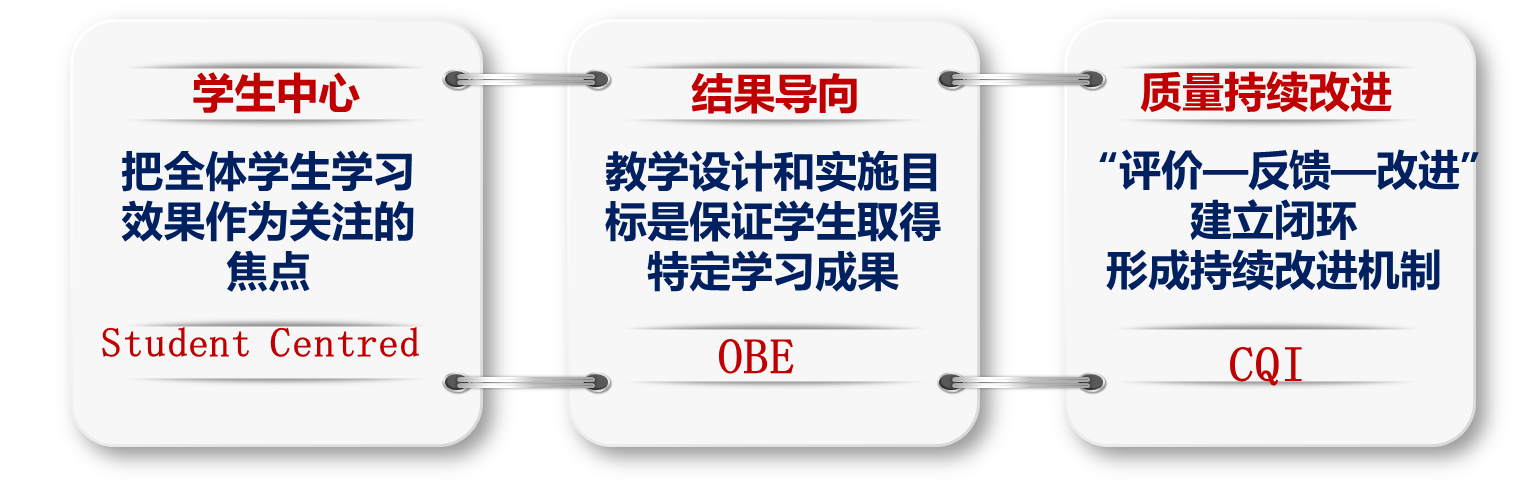 学生中心
把全体学生学习
效果作为关注的
焦点
Student Centred
结果导向
教学设计和实施目
标是保证学生取得
特定学习成果
OBE
质量持续改进
“评价—反馈—改进”
建立闭环
形成持续改进机制
CQI